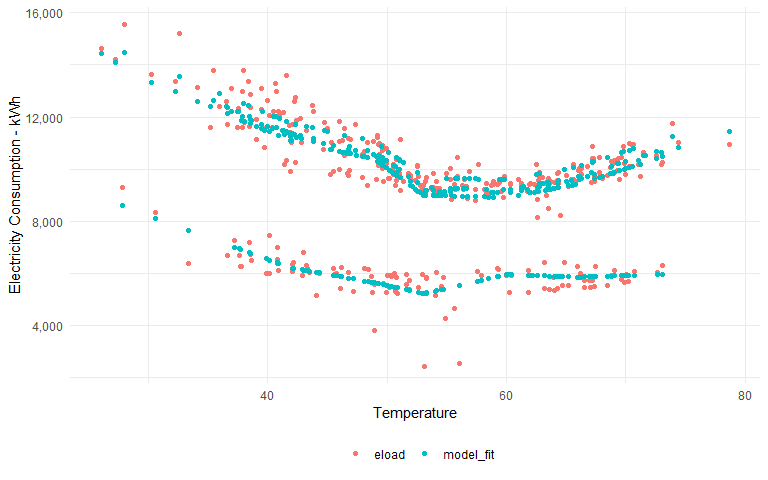 16,000
12,000
8,000
4,000
Electricity Consumption - kWh
40
60
80
Temperature
eload
model_fit